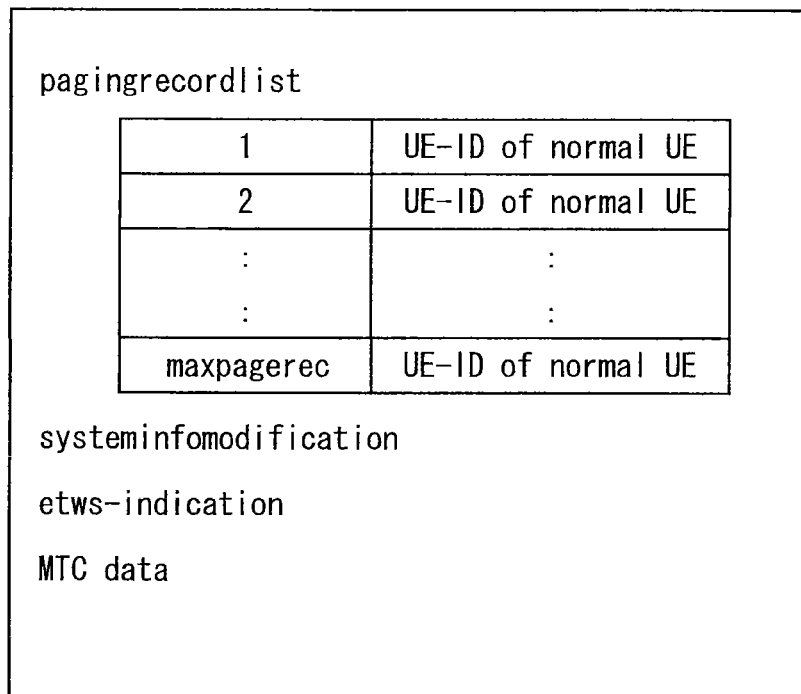 pagingrecordlist
1 UE-ID of normal UE
2 UE-ID of normal UE
: :
: :
maxpagerec UE-ID of normal UE
systeminfomodification
etws-indication
MTC data